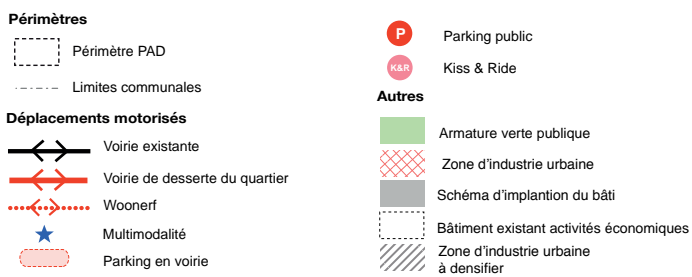 Périmètres
Périmètre PAD
Limites communales
Déplacements motorisés
Voirie existante
Voirie de desserte du quartier
Woonerf
Multimodalité
Parking en voirie
P
Parking public
K&R
Kiss & Ride
Autres
Armature verte publique
Zone d'industrie urbaine
Schéma d'implantion du bâti
Bâtiment existant activités économiques
Zone d'industrie urbaine
à densifier